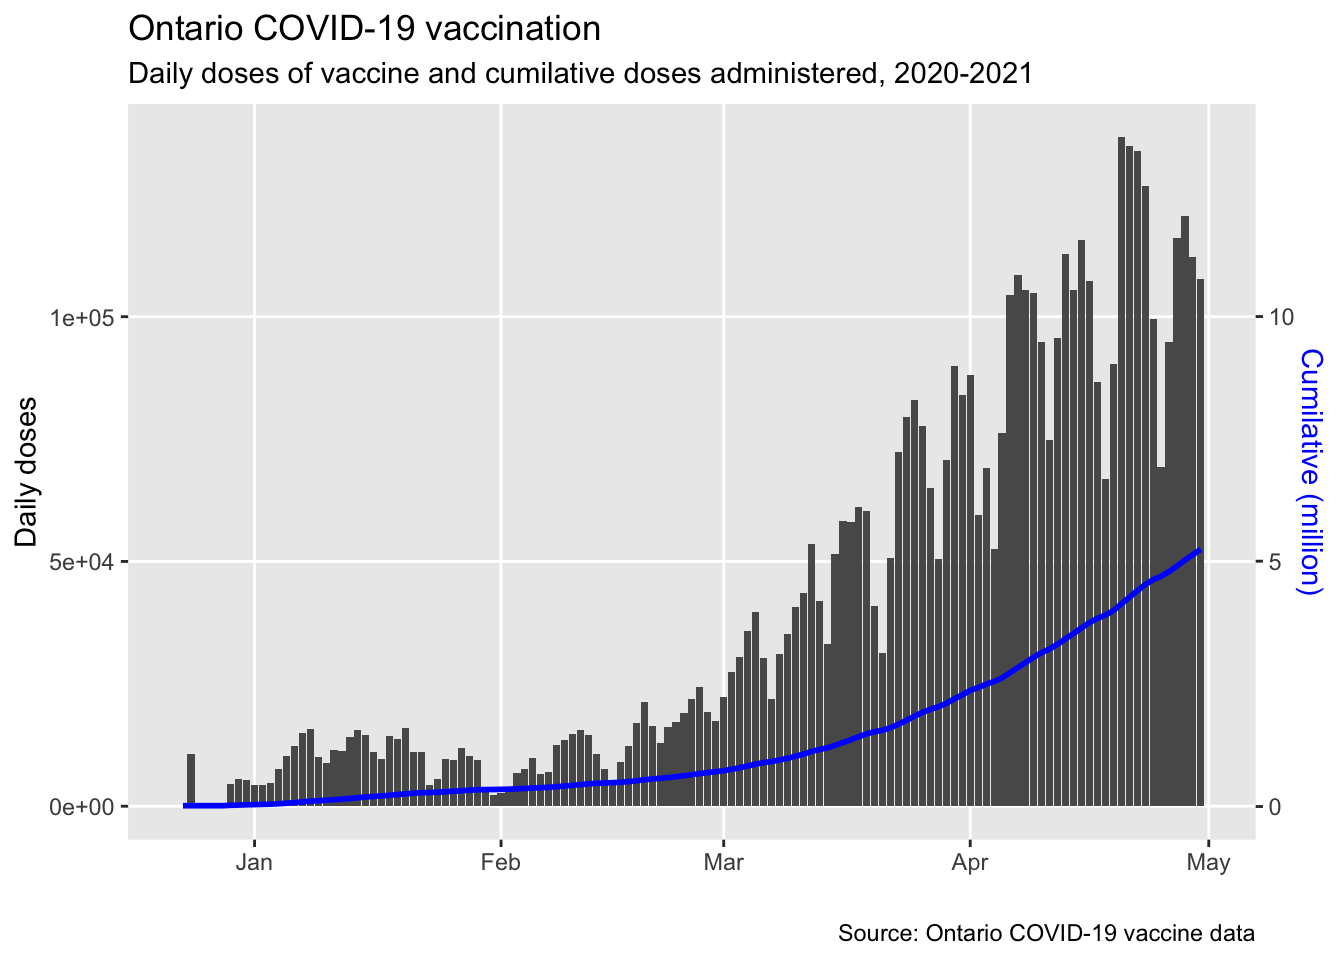 Ontario COVID-19 vaccination
Daily doses of vaccine and cumilative doses administered, 2020-2021
Daily doses
1e+05
5e+04
0e+00
10
5
0
Cumilative (million)
Jan
Feb
Mar
Apr
May
Source: Ontario COVID-19 vaccine data